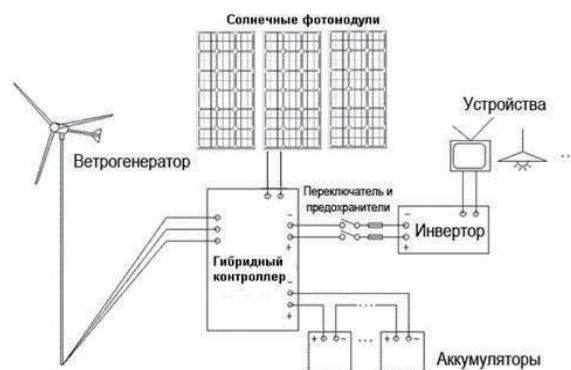 Солнечные фотомодули
Устройства
Ветрогенератор
Переключатель и
предохранители
Инвертор
Гибридный
контроллер
Аккумуляторы